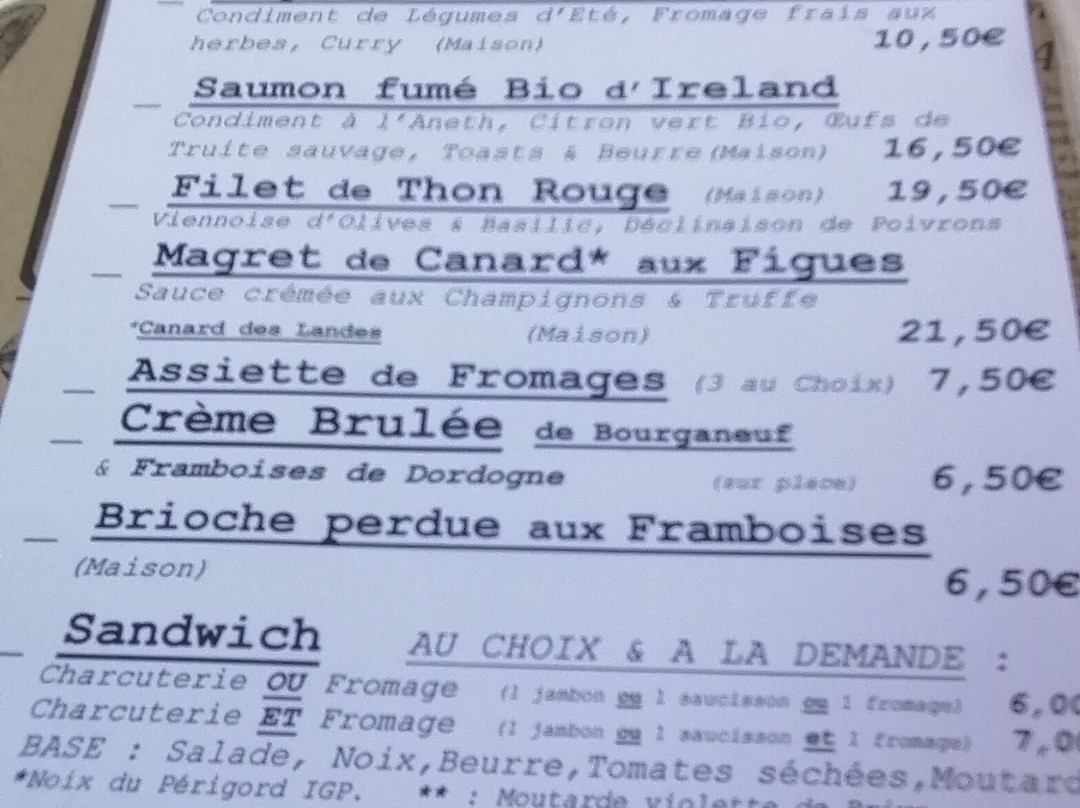 Condiment de Légumes d'Eté, Fromage frais aux
herbes, Curry (Maison) 10,50€
_ Saumon fumé Bio d'Ireland
Condiment à l'Aneth, Citron vert Bio, Œufs de
Truite sauvage, Toasts & Beurre (Maison) 16,50€
_ Filet de Thon Rouge (Maison) 19,50€
Viennoise d'Olives & Basilic, Déclinaison de Poivrons
_ Magret de Canard* aux Figues
Sauce crémée aux Champignons & Truffe
*Canard des Landes (Maison) 21,50€
_ Assiette de Fromages (3 au Choix) 7,50€
_ Crème Brulée de Bourganeuf
& Framboises de Dordogne (sur place) 6,50€
_ Brioche perdue aux Framboises
(Maison) 6,50€
_ Sandwich AU CHOIX & A LA DEMANDE :
Charcuterie OU Fromage (1 jambon ou 1 saucisson ou 1 fromage) 6,00
Charcuterie ET Fromage (1 jambon ou 1 saucisson et 1 fromage) 7,00
BASE : Salade, Noix,Beurre,Tomates séchées,Moutard
*Noix du Périgord IGP. ** : Moutarde violette de